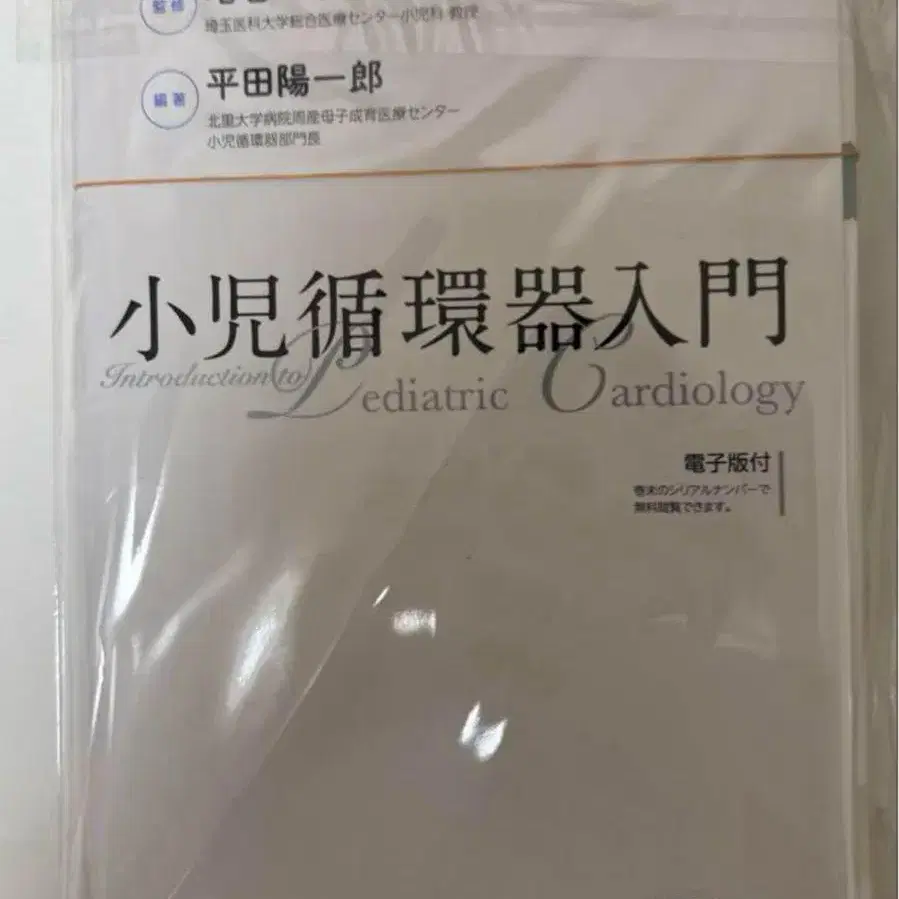 監修
埼玉医科大学総合医療センター小児科 教授
編著
平田陽一郎
北里大学病院周産母子成育医療センター
小児循環器部門長
小児循環器入門
Introduction to Pediatric Cardiology
電子版付
巻末のシリアルナンバーで
無料閲覧できます。